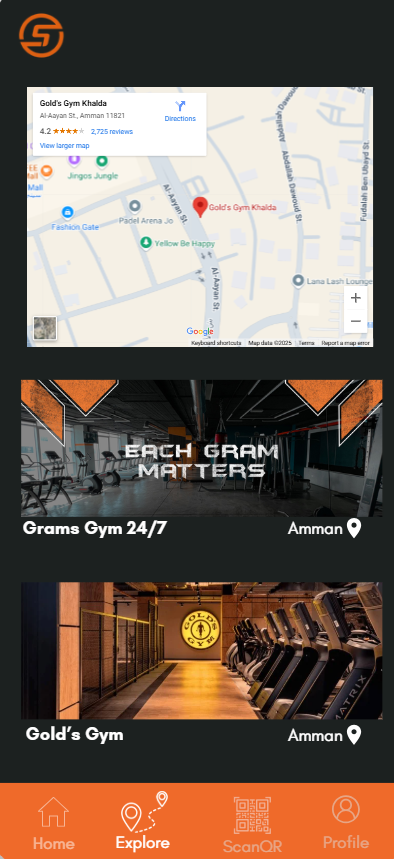 Gold's Gym Khalda
Al-Aayan St., Amman 11821
Directions
4.2
2,725 reviews
View larger map
Mall
Jingos Jungle
Al-Aayan St
Gold's Gym Khalda
Padel Arena Jo
Fashion Gate
Yellow Be Happy
Abdallah Dawoud St
Futalah Ben Ubayd St.
Al-Aayan St
Lana Lash Lounge
+
−
Google
Keyboard shortcuts Map data ©2025 Terms Report a map error
EACH GRAM
MATTERS
Grams Gym 24/7 Amman
GOLD'S
GYM
MATRIX
Gold's Gym Amman
Home Explore ScanQR Profile